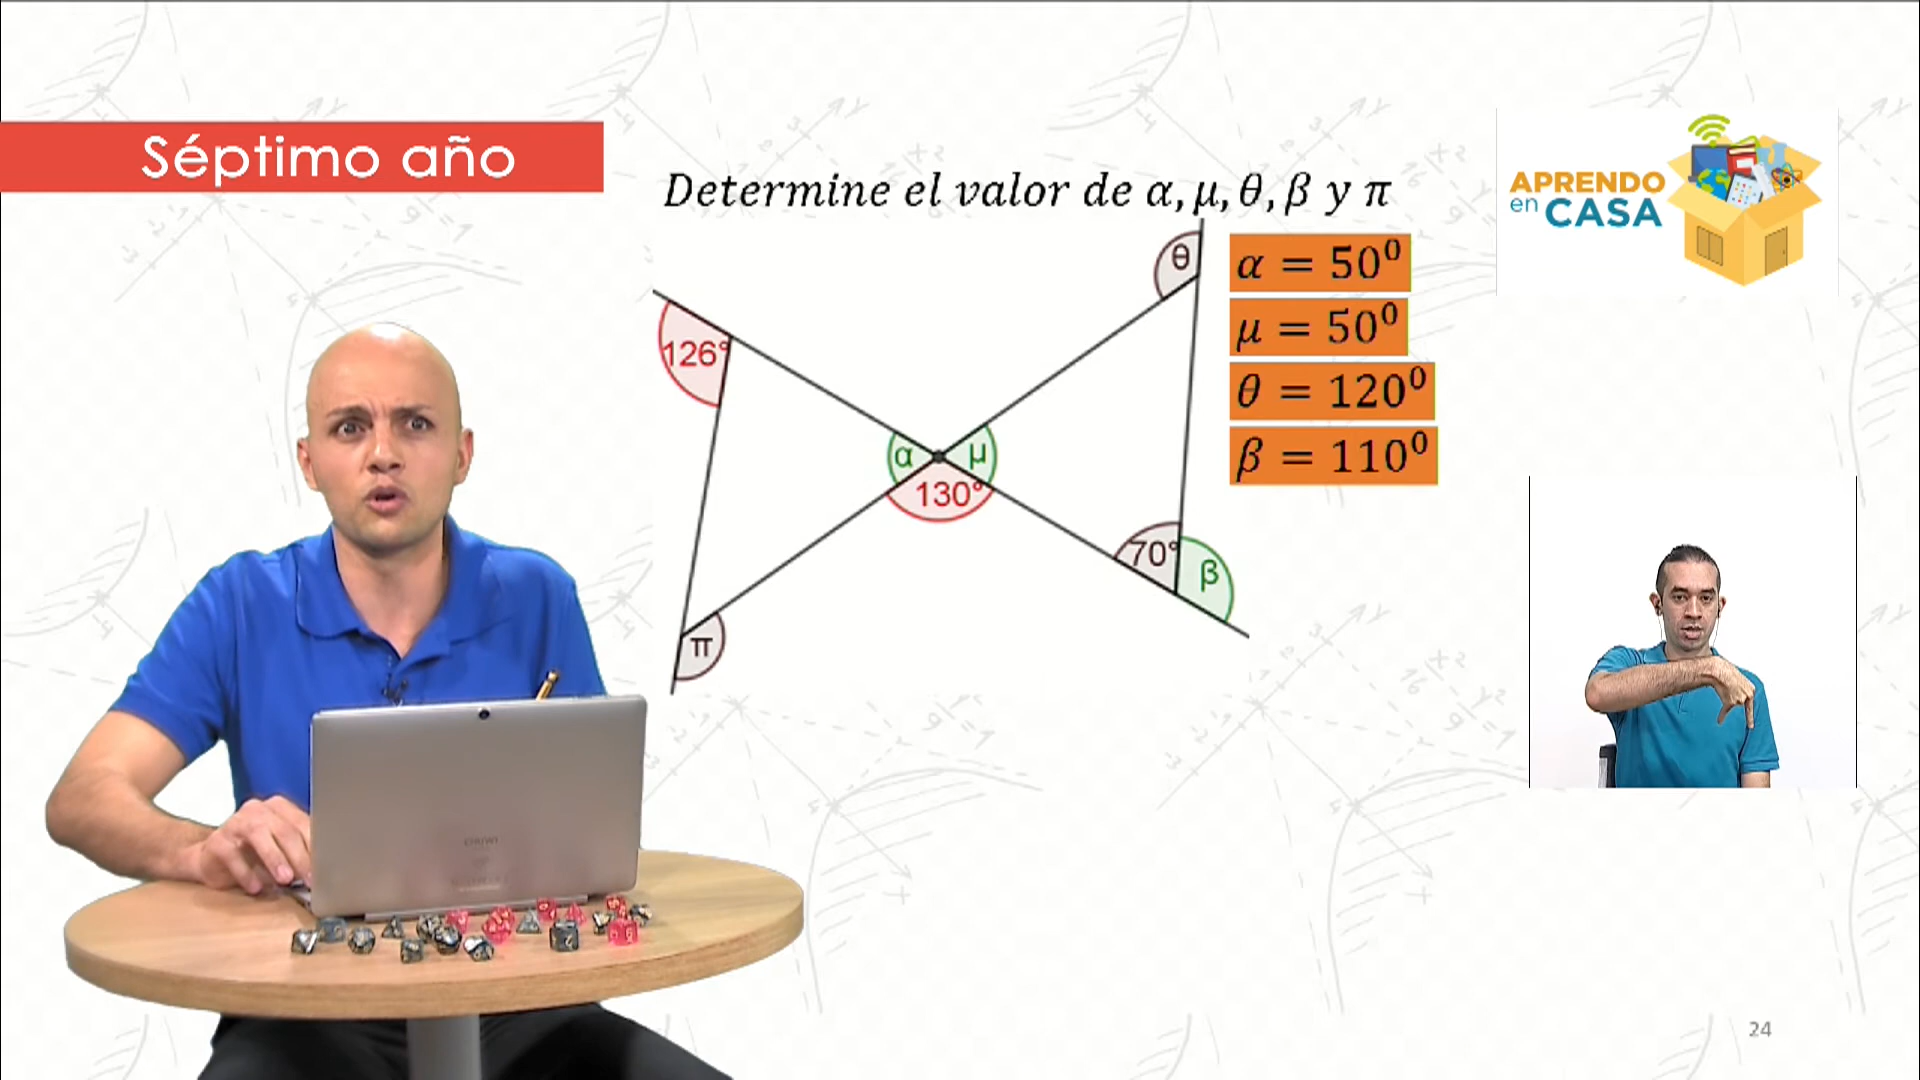 Séptimo año
Determine el valor de α, μ, θ, β y π
APRENDO
en CASA
α = 50⁰
μ = 50⁰
θ = 120⁰
β = 110⁰
θ
126°
α
μ
130°
70°
β
π
24